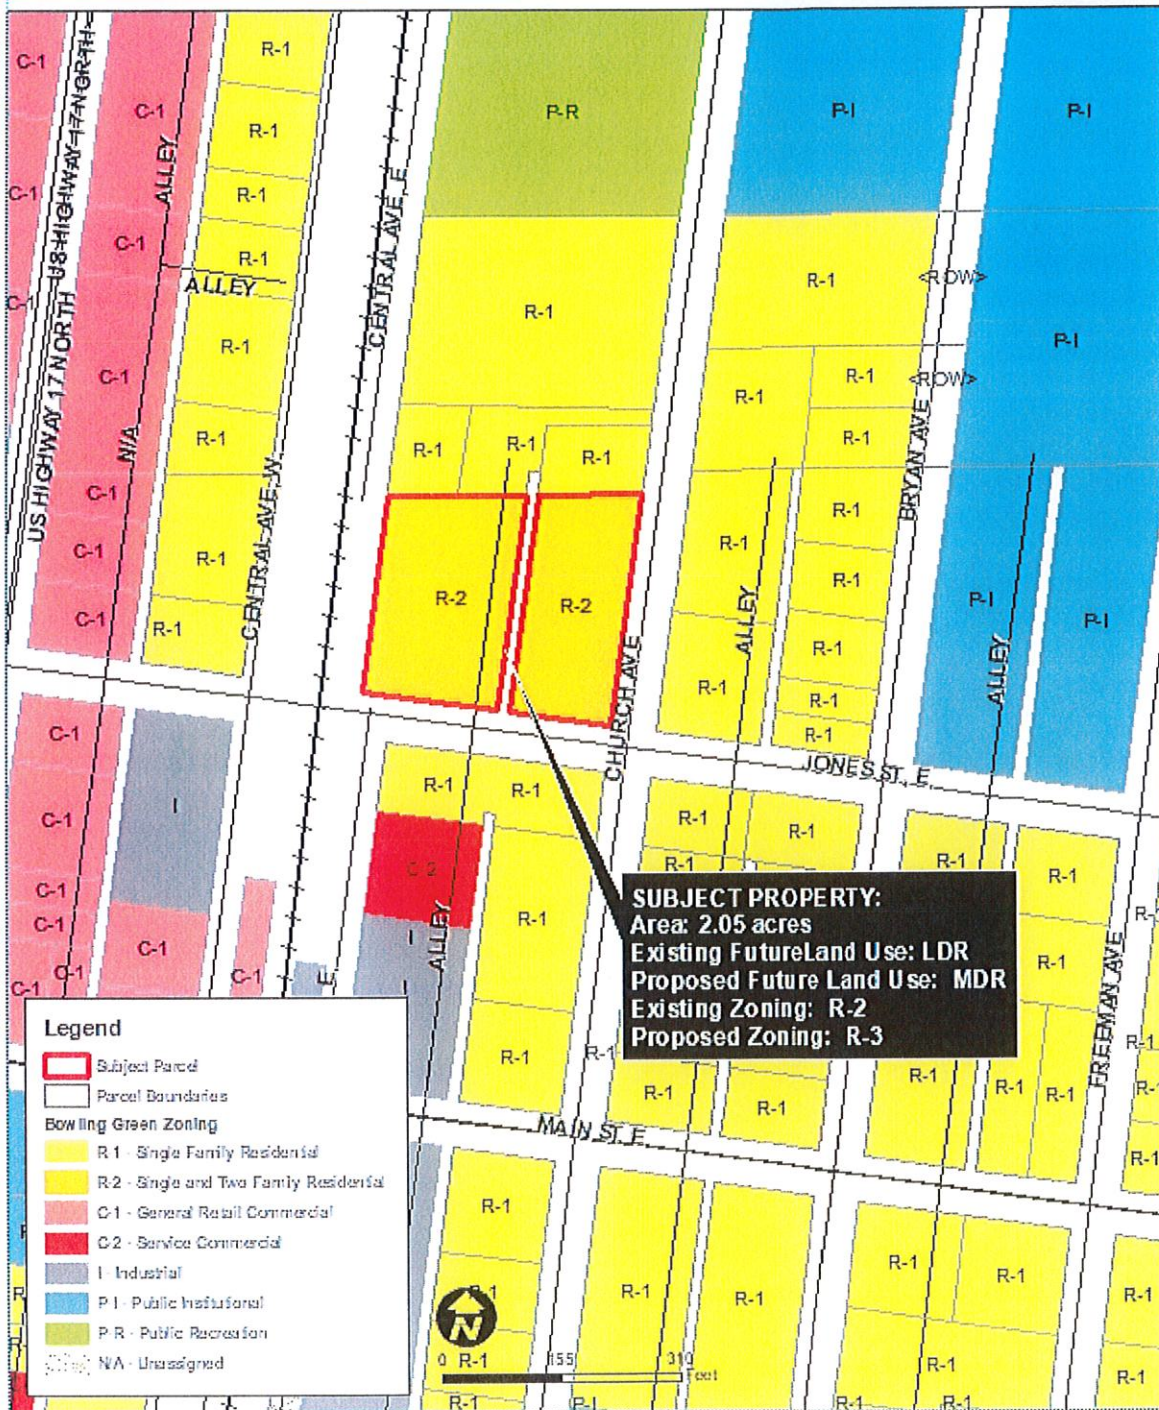 C-1
R-1
P-R
P-I
P-I
C-1
R-1
ALLEY
US HIGHWAY 17 NORTH
US HIGHWAY 17 NORTH
C-1
R-1
CENTRAL AVE, E
C-1
R-1
ALLEY
R-1
<ROW>
C-1
R-1
R-1
P-I
C-1
R-1
<ROW>
R-1
N/A
R-1
R-1
R-1
R-1
R-1
BRYAN AVE
C-1
CENTRAL AVE, W
R-1
C-1
R-1
R-1
R-1
C-1
R-1
R-2
R-2
ALLEY
R-1
P-I
P-I
ALLEY
R-1
R-1
R-1
R-1
CHURCH AVE
C-1
JONES ST, E
R-1
R-1
I
C-1
R-1
R-1
R-1
R-1
R-1
C-2
C-1
R-1
C-1
C-1
I
ALLEY
R-1
C-1
C-1
C-1
E
SUBJECT PROPERTY:
Area: 2.05 acres
Existing FutureLand Use: LDR
Proposed Future Land Use: MDR
Existing Zoning: R-2
Proposed Zoning: R-3
R-1
FREEMAN AVE
R-1
R-1
R-1
R-1
R-1
R-1
R-1
R-1
R-1
MAIN ST, E
R-1
R-1
R-1
R-1
R-1
R-1
R-1
R-1
R-1
R-1
R-1
R-1
R-1
P-I
Legend
Subject Parcel
Parcel Boundaries
Bowling Green Zoning
R-1 - Single Family Residential
R-2 - Single and Two Family Residential
C-1 - General Retail Commercial
C-2 - Service Commercial
I - Industrial
P-I - Public Institutional
P-R - Public Recreation
N/A - Unassigned
N
0 155 310
Feet